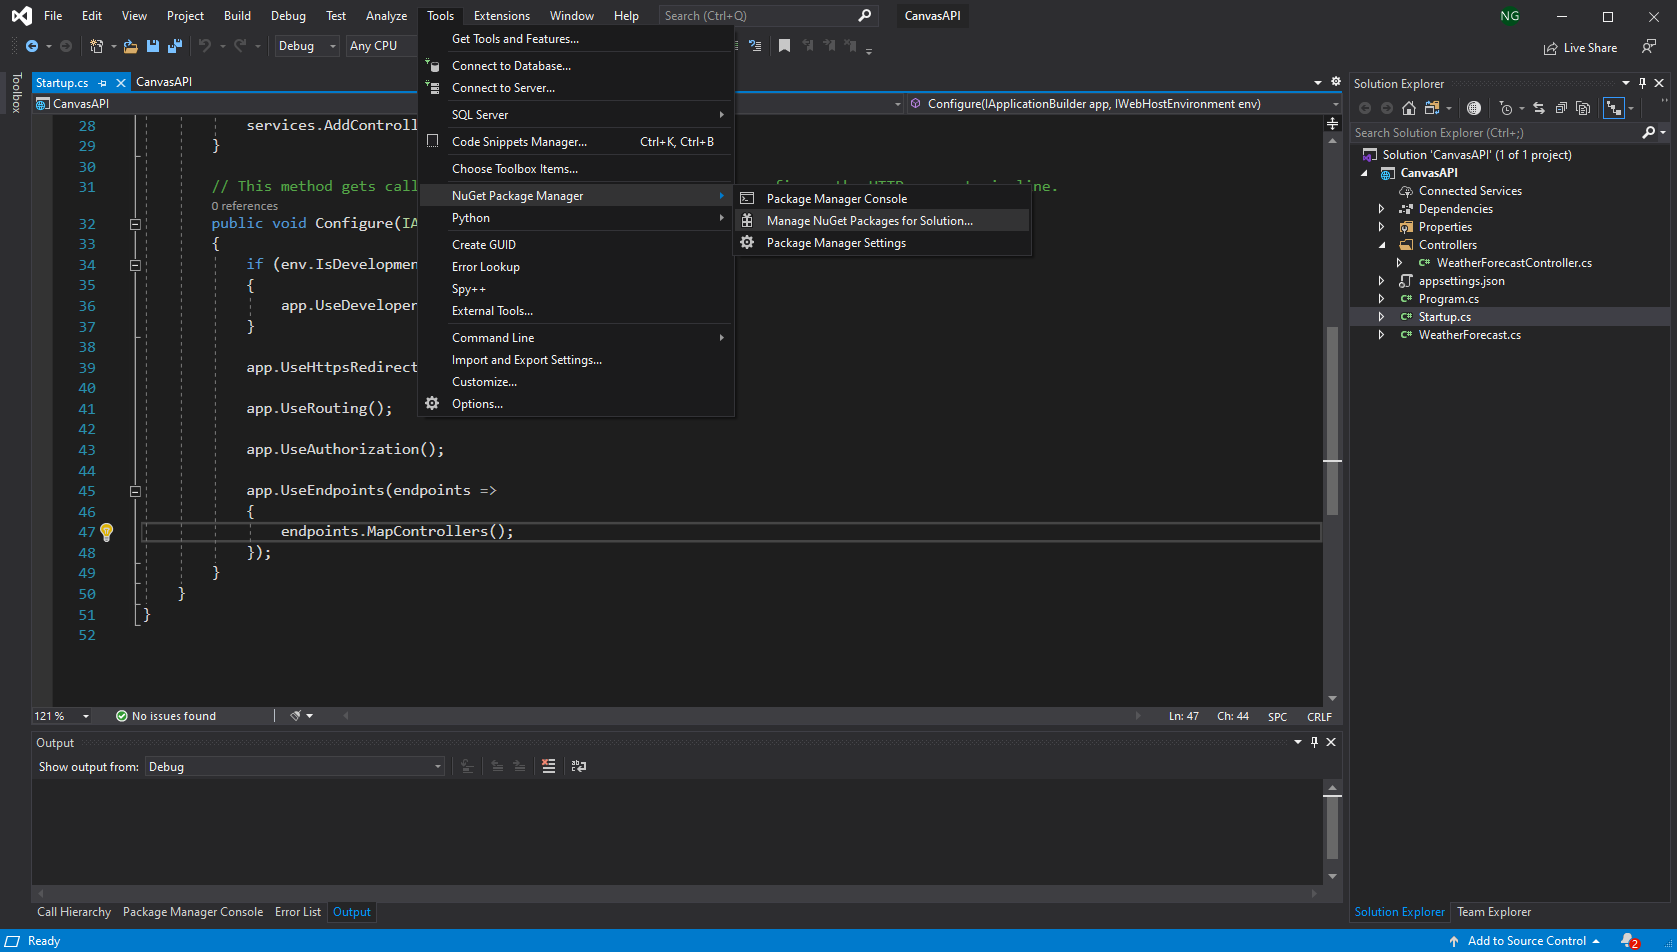 File Edit View Project Build Debug Test Analyze Tools Extensions Window Help Search (Ctrl+Q) CanvasAPI NG
Debug Any CPU Live Share
Get Tools and Features...
Connect to Database...
Connect to Server...
SQL Server
Code Snippets Manager... Ctrl+K, Ctrl+B
Choose Toolbox Items...
NuGet Package Manager
Python
Create GUID
Error Lookup
Spy++
External Tools...
Command Line
Import and Export Settings...
Customize...
Options...
Package Manager Console
Manage NuGet Packages for Solution...
Package Manager Settings
Toolbox
Startup.cs CanvasAPI
CanvasAPI Configure(IApplicationBuilder app, IWebHostEnvironment env)
28 services.AddControll
29 }
30
31 // This method gets call line.
0 references
32 public void Configure(IA
33 {
34 if (env.IsDevelopmen
35 {
36 app.UseDeveloper
37 }
38
39 app.UseHttpsRedirect
40
41 app.UseRouting();
42
43 app.UseAuthorization();
44
45 app.UseEndpoints(endpoints =>
46 {
47 endpoints.MapControllers();
48 });
49 }
50 }
51 }
52
121 % No issues found Ln: 47 Ch: 44 SPC CRLF
Output
Show output from: Debug
Call Hierarchy Package Manager Console Error List Output
Solution Explorer
Search Solution Explorer (Ctrl+;)
Solution 'CanvasAPI' (1 of 1 project)
CanvasAPI
Connected Services
Dependencies
Properties
Controllers
C# WeatherForecastController.cs
appsettings.json
C# Program.cs
C# Startup.cs
C# WeatherForecast.cs
Solution Explorer Team Explorer
Ready Add to Source Control 2